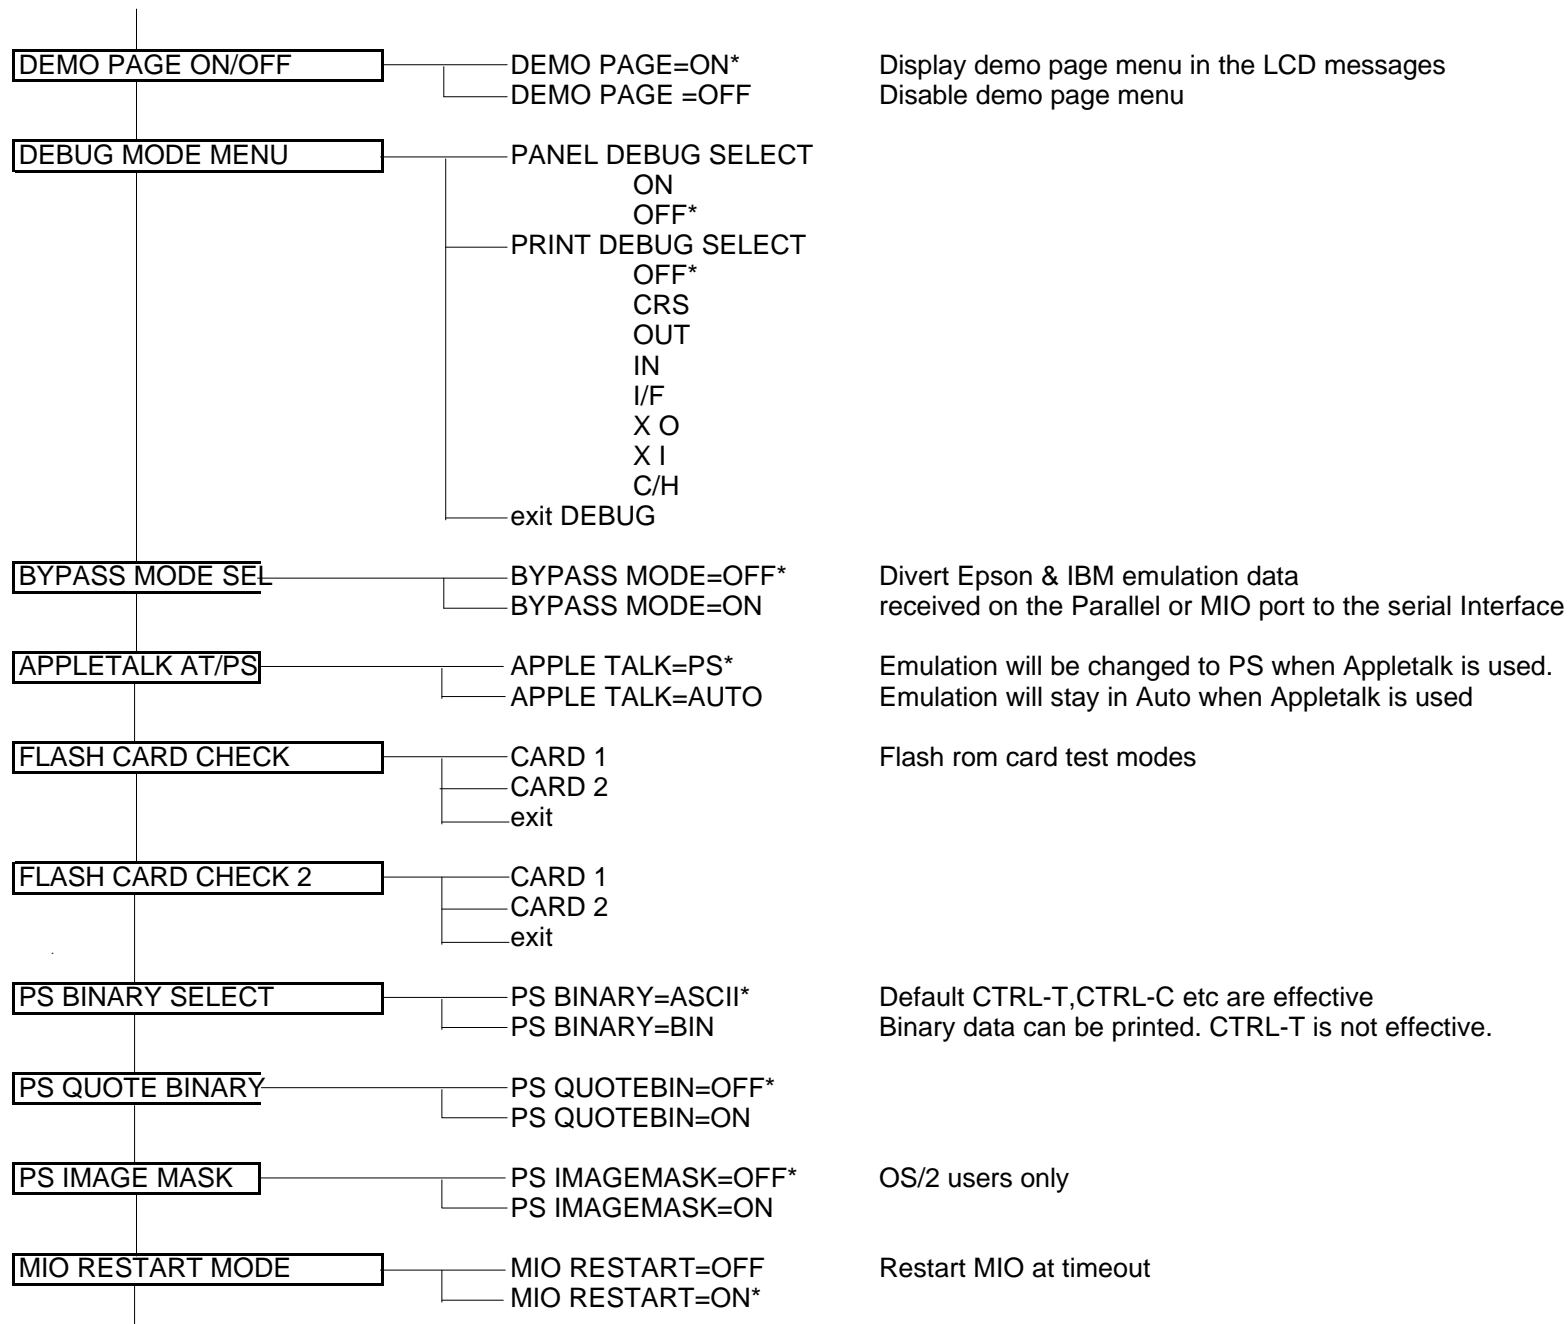 DEMO PAGE ON/OFF DEMO PAGE=ON* Display demo page menu in the LCD messages
DEMO PAGE =OFF Disable demo page menu
DEBUG MODE MENU PANEL DEBUG SELECT
ON
OFF*
PRINT DEBUG SELECT
OFF*
CRS
OUT
IN
I/F
X O
X I
C/H
exit DEBUG
BYPASS MODE SEL BYPASS MODE=OFF* Divert Epson & IBM emulation data
BYPASS MODE=ON received on the Parallel or MIO port to the serial Interface
APPLETALK AT/PS APPLE TALK=PS* Emulation will be changed to PS when Appletalk is used.
APPLE TALK=AUTO Emulation will stay in Auto when Appletalk is used
FLASH CARD CHECK CARD 1 Flash rom card test modes
CARD 2
exit
FLASH CARD CHECK 2 CARD 1
CARD 2
exit
PS BINARY SELECT PS BINARY=ASCII* Default CTRL-T,CTRL-C etc are effective
PS BINARY=BIN Binary data can be printed. CTRL-T is not effective.
PS QUOTE BINARY PS QUOTEBIN=OFF*
PS QUOTEBIN=ON
PS IMAGE MASK PS IMAGEMASK=OFF* OS/2 users only
PS IMAGEMASK=ON
MIO RESTART MODE MIO RESTART=OFF Restart MIO at timeout
MIO RESTART=ON*